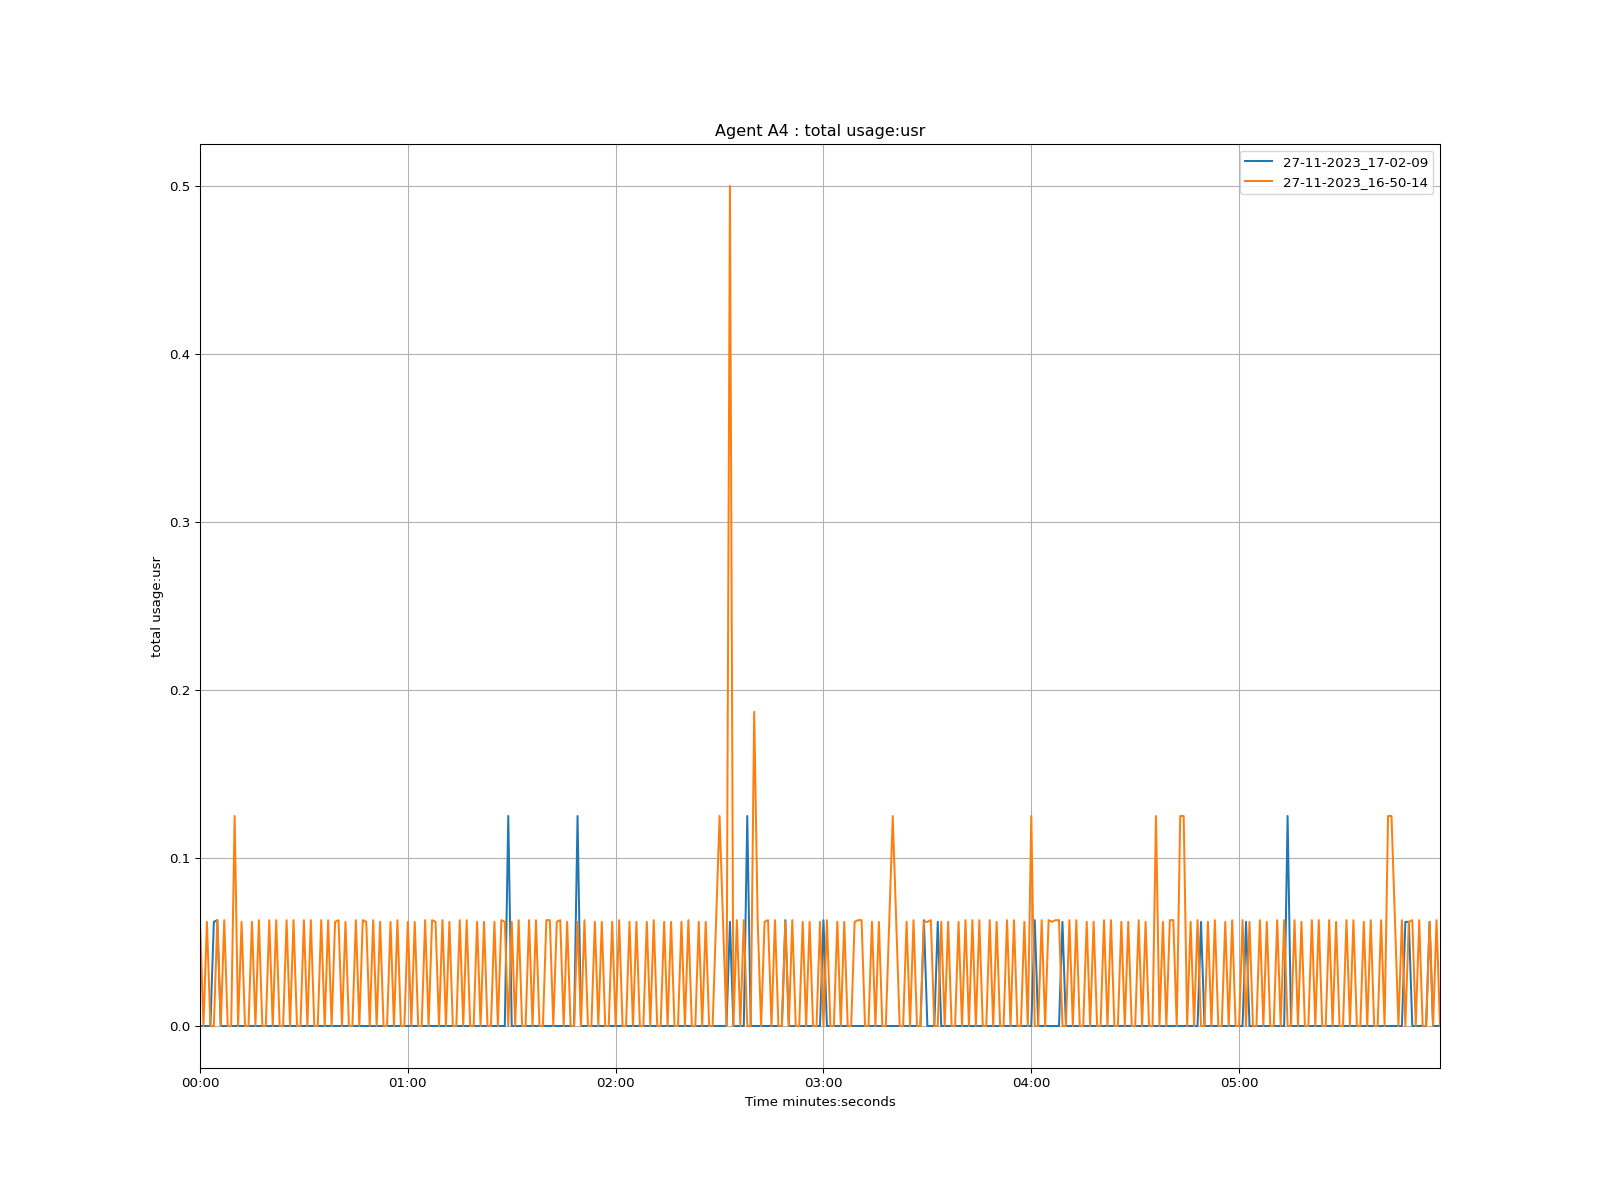 Agent A4 : total usage:usr
27-11-2023_17-02-09
27-11-2023_16-50-14
0.5
0.4
0.3
0.2
0.1
0.0
total usage:usr
00:00 01:00 02:00 03:00 04:00 05:00
Time minutes:seconds